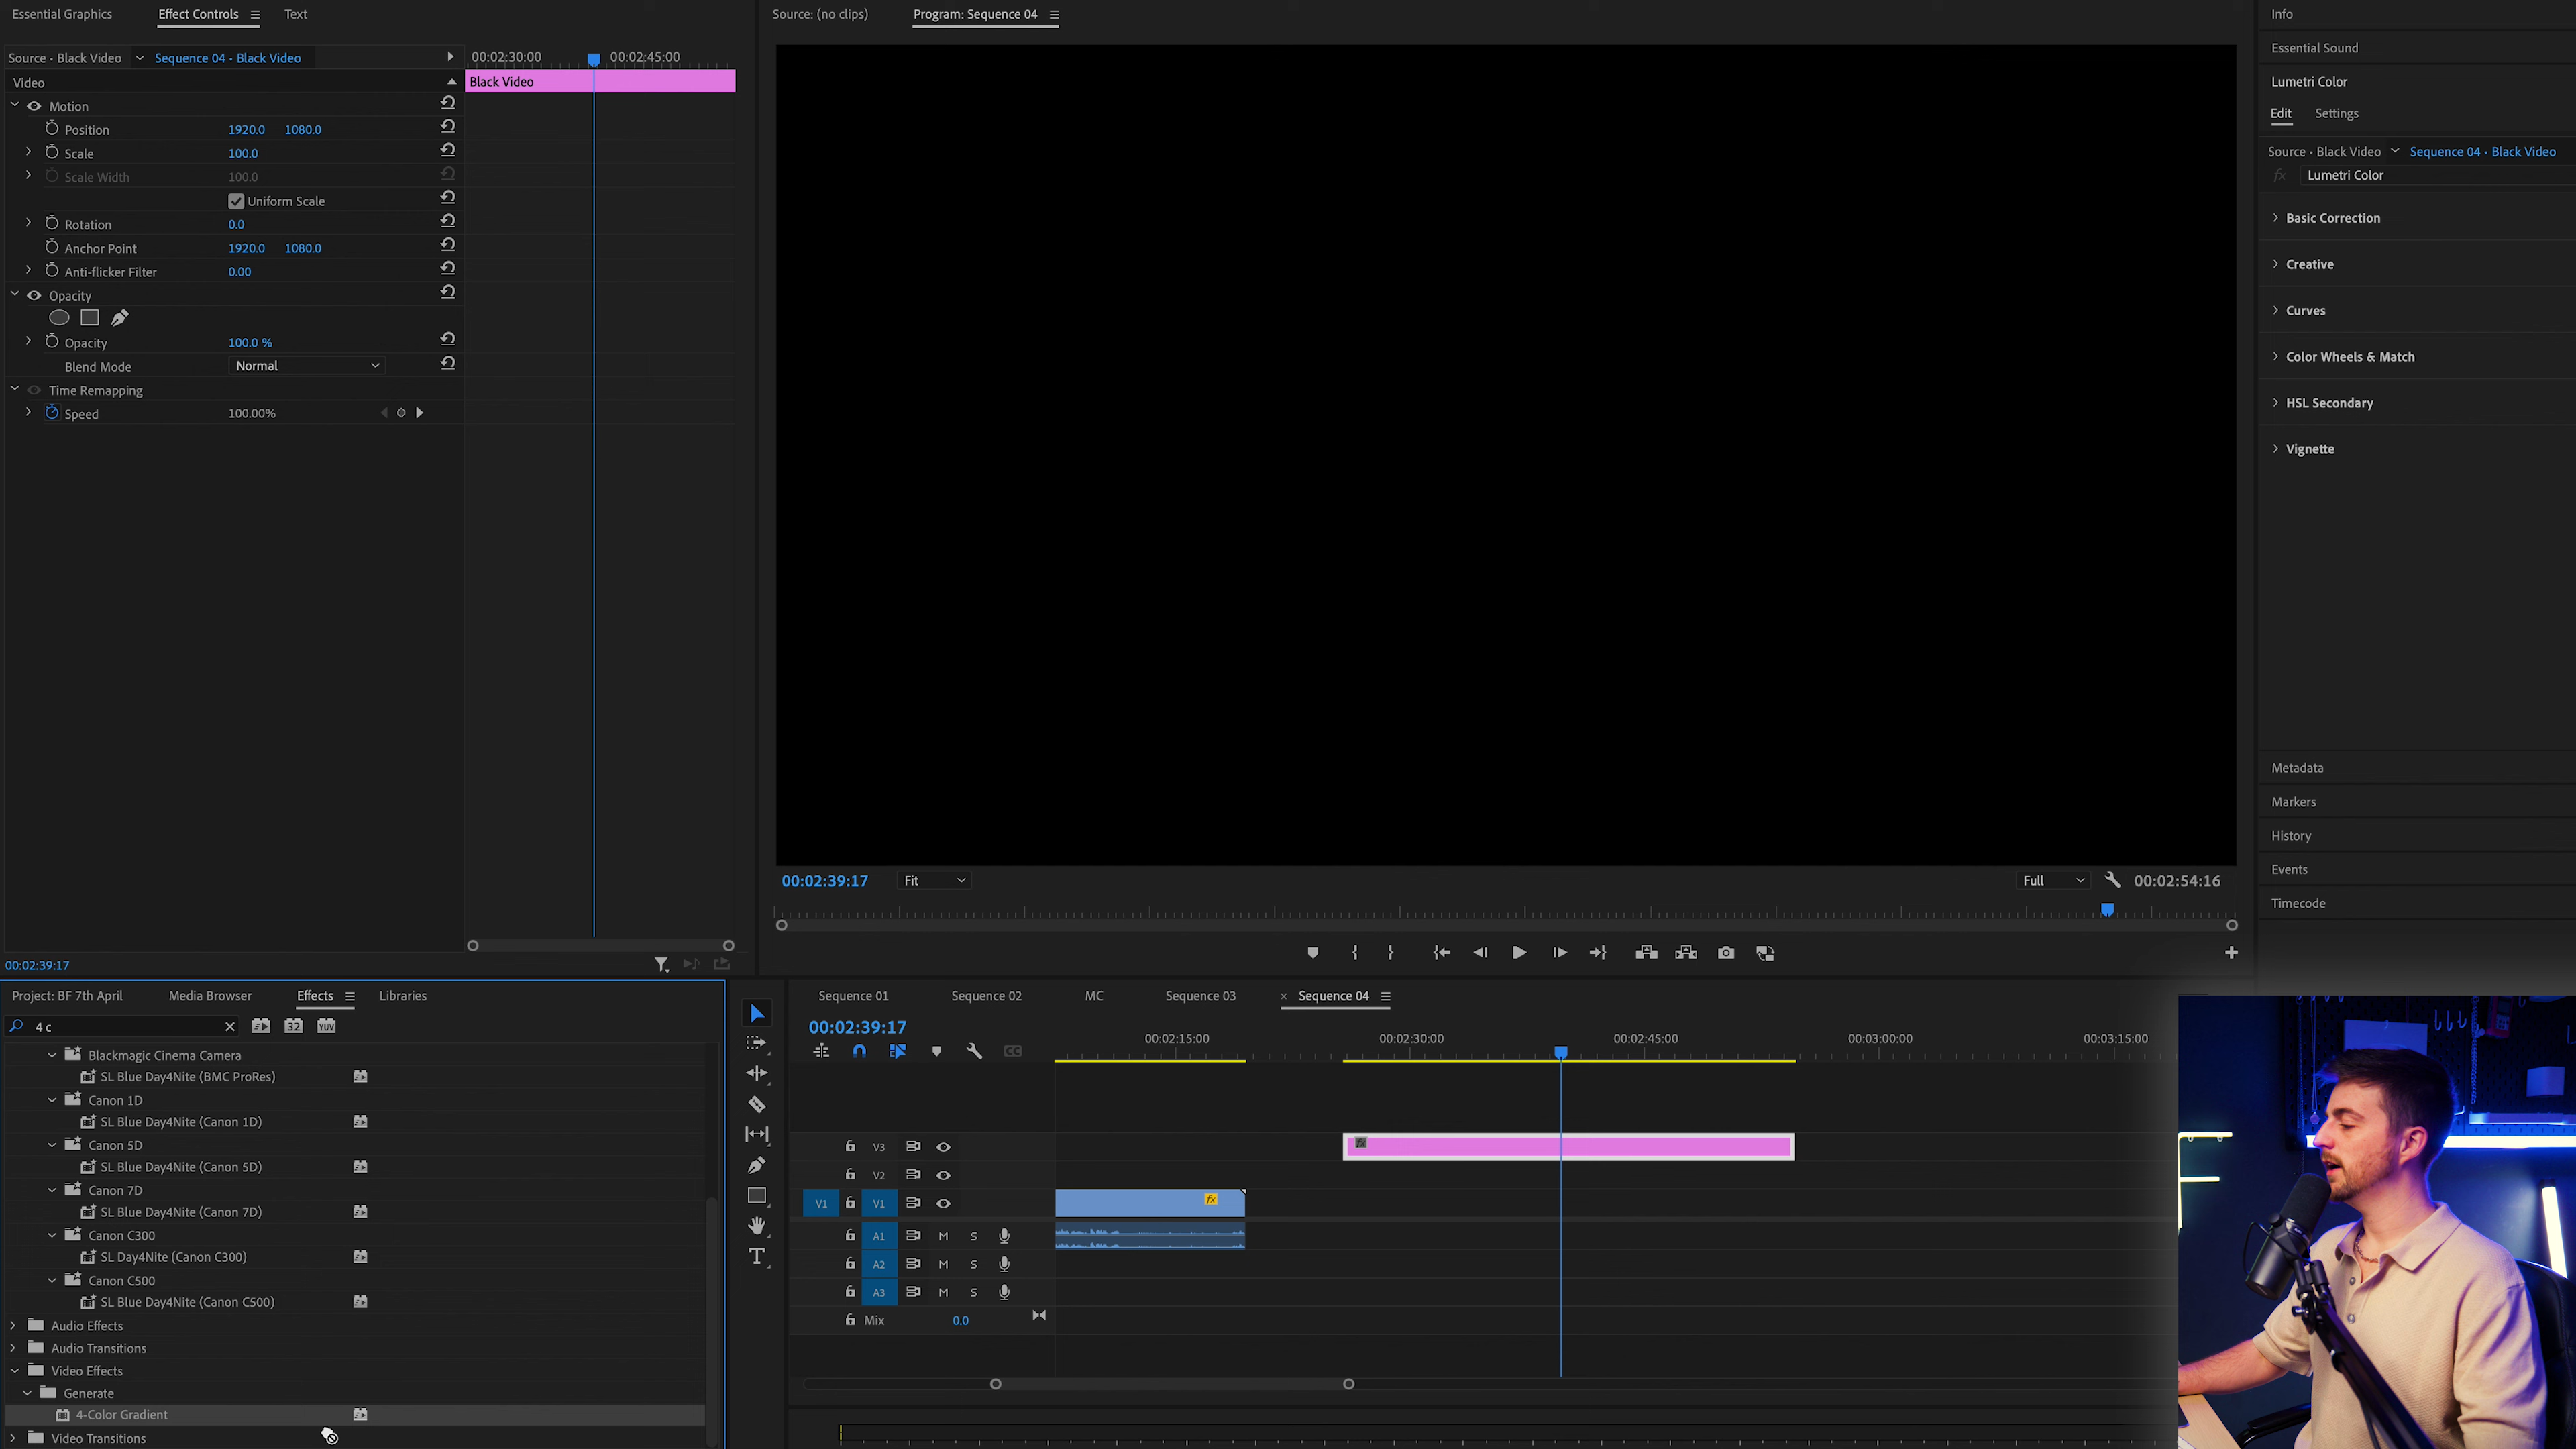 Essential Graphics
Effect Controls
Text
Source: (no clips)
Program: Sequence 04
Info
Essential Sound
Lumetri Color
Edit
Settings
Source • Black Video
Sequence 04 • Black Video
00:02:30:00
00:02:45:00
Video
Black Video
Motion
Position 1920.0 1080.0
Scale 100.0
Scale Width 100.0
Uniform Scale
Rotation 0.0
Anchor Point 1920.0 1080.0
Anti-flicker Filter 0.00
Opacity
Opacity 100.0 %
Blend Mode Normal
Time Remapping
Speed 100.00%
Source • Black Video
Sequence 04 • Black Video
fx Lumetri Color
Basic Correction
Creative
Curves
Color Wheels & Match
HSL Secondary
Vignette
Metadata
Markers
History
Events
Timecode
00:02:39:17
Fit
Full
00:02:54:16
00:02:39:17
Project: BF 7th April
Media Browser
Effects
Libraries
4 c
32
YUV
Blackmagic Cinema Camera
SL Blue Day4Nite (BMC ProRes)
Canon 1D
SL Blue Day4Nite (Canon 1D)
Canon 5D
SL Blue Day4Nite (Canon 5D)
Canon 7D
SL Blue Day4Nite (Canon 7D)
Canon C300
SL Day4Nite (Canon C300)
Canon C500
SL Blue Day4Nite (Canon C500)
Audio Effects
Audio Transitions
Video Effects
Generate
4-Color Gradient
Video Transitions
Sequence 01
Sequence 02
MC
Sequence 03
× Sequence 04
00:02:39:17
00:02:15:00
00:02:30:00
00:02:45:00
00:03:00:00
00:03:15:00
CC
V3
fx
V2
V1 V1
fx
A1 M S
A2 M S
A3 M S
Mix 0.0